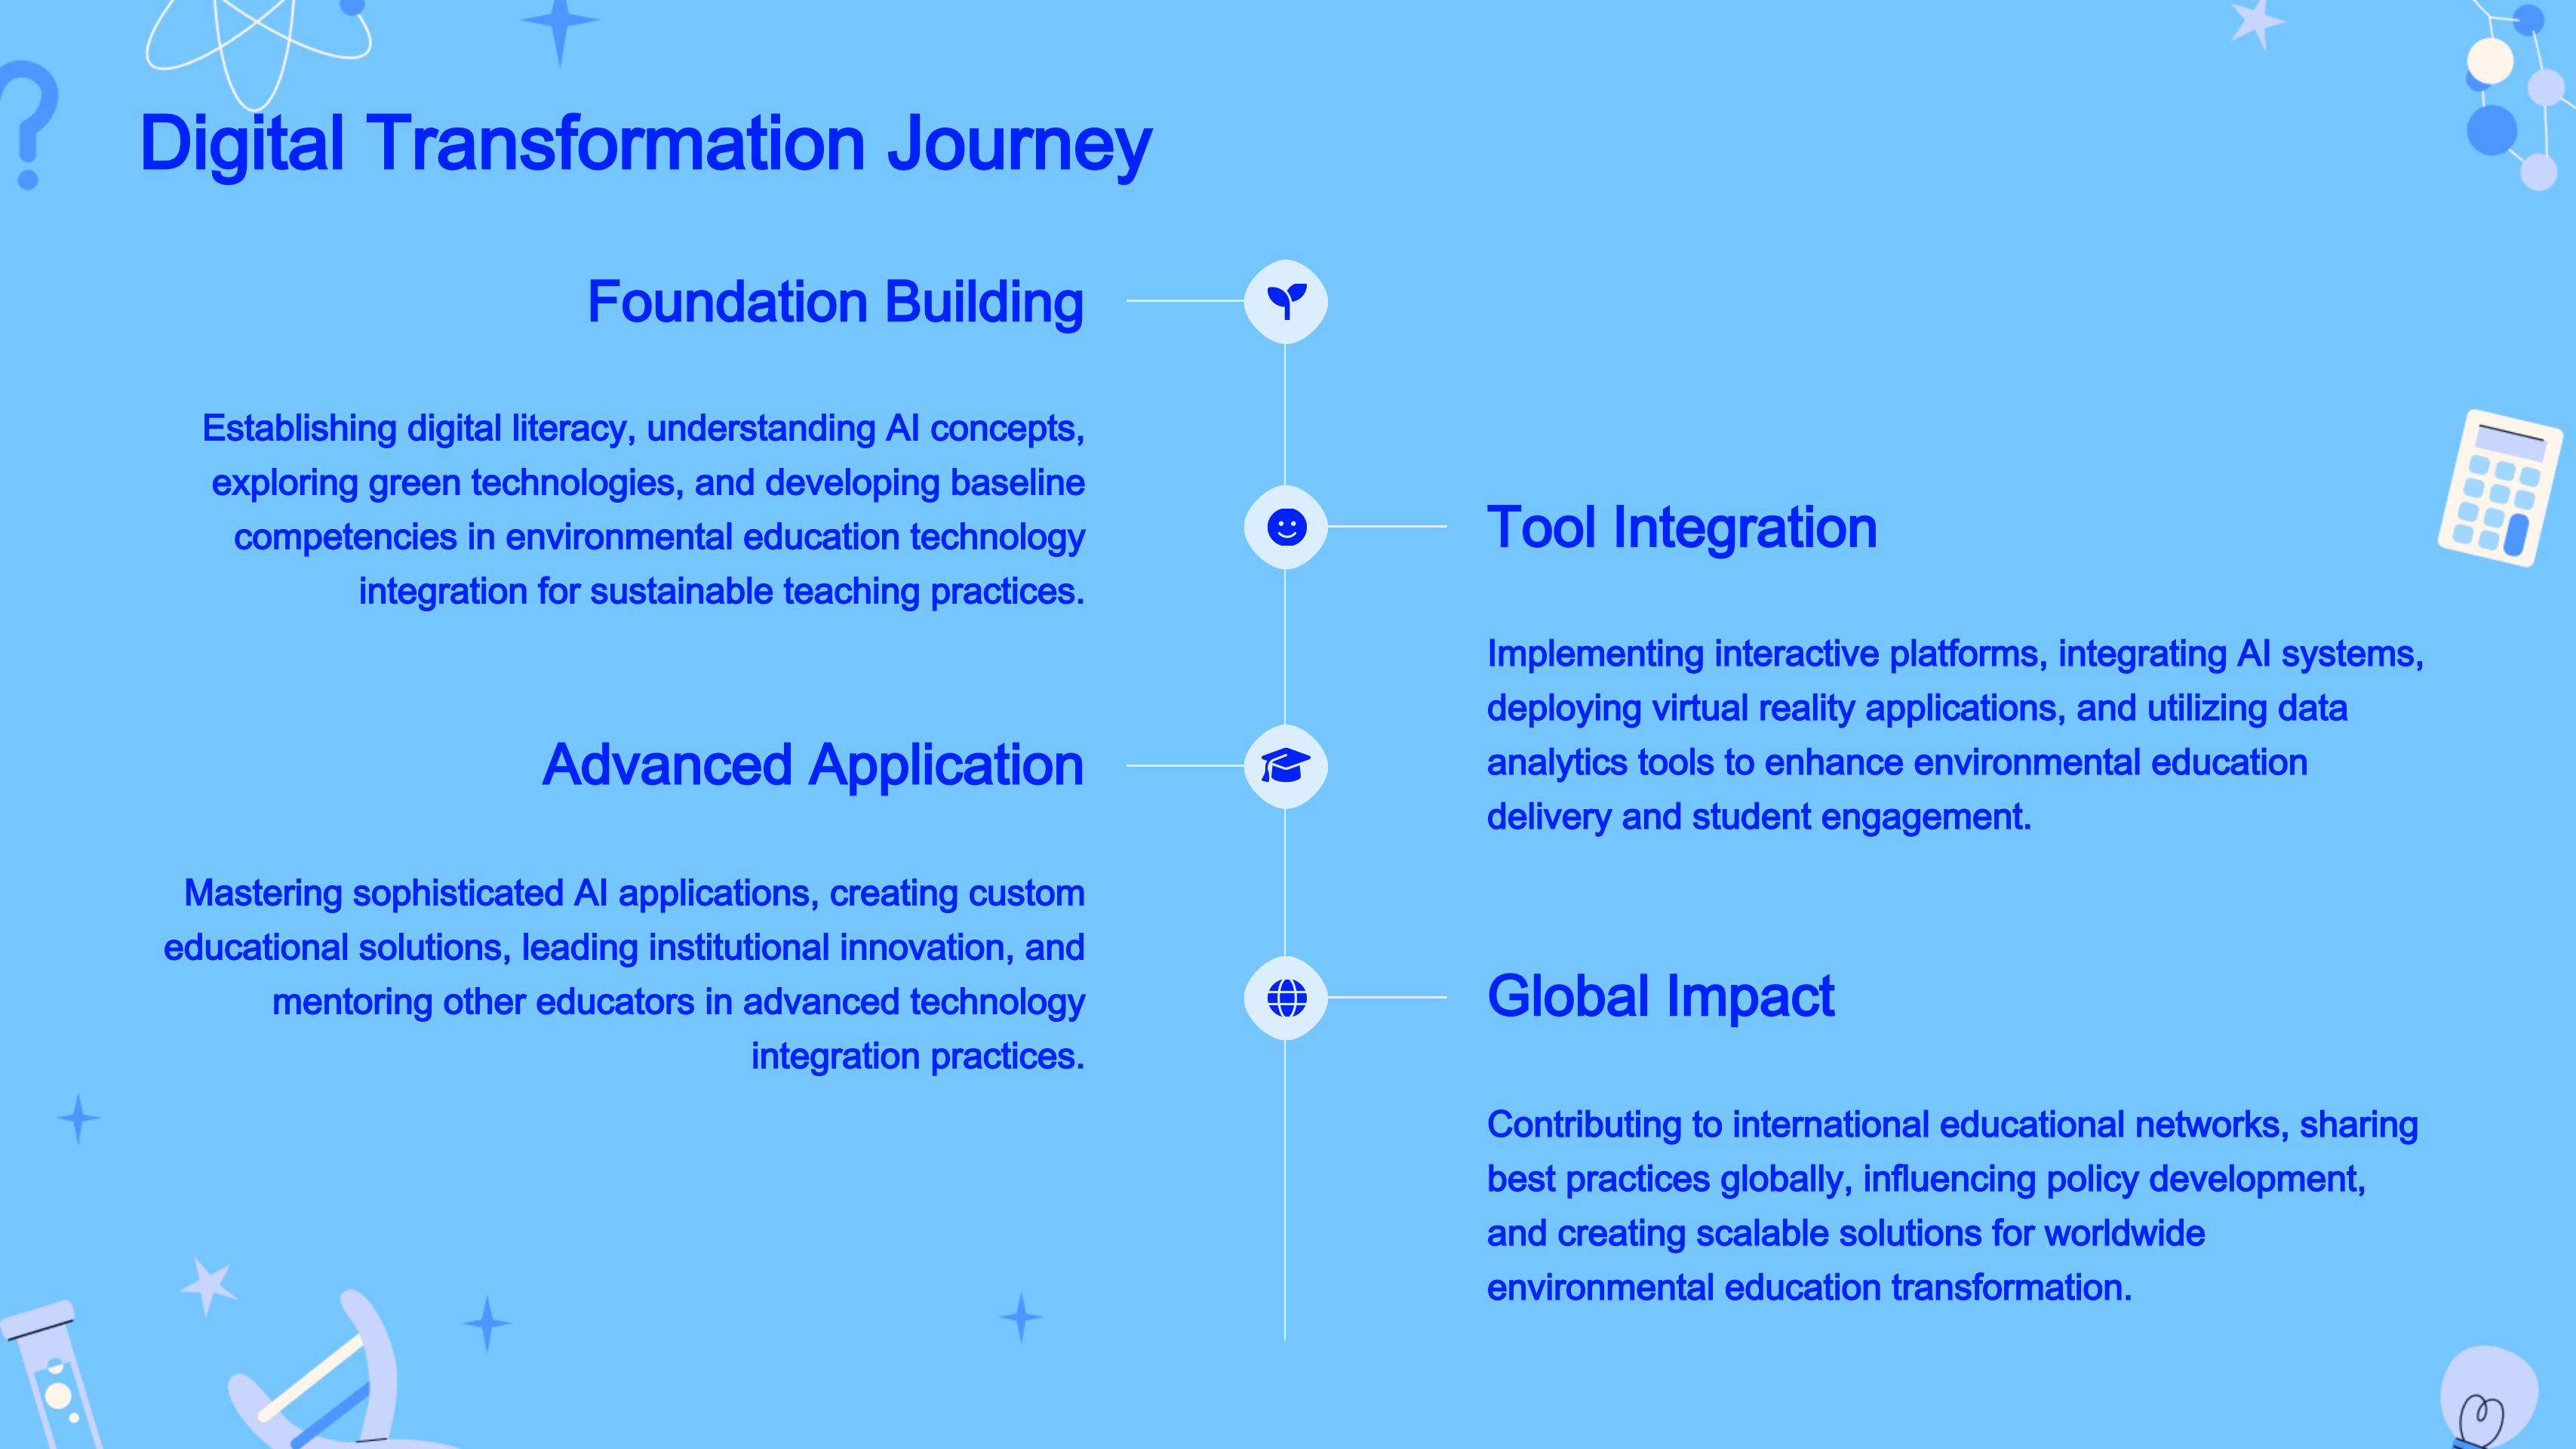 Digital Transformation Journey
Foundation Building
Establishing digital literacy, understanding AI concepts,
exploring green technologies, and developing baseline
competencies in environmental education technology
integration for sustainable teaching practices.
Tool Integration
Implementing interactive platforms, integrating AI systems,
deploying virtual reality applications, and utilizing data
analytics tools to enhance environmental education
delivery and student engagement.
Advanced Application
Mastering sophisticated AI applications, creating custom
educational solutions, leading institutional innovation, and
mentoring other educators in advanced technology
integration practices.
Global Impact
Contributing to international educational networks, sharing
best practices globally, influencing policy development,
and creating scalable solutions for worldwide
environmental education transformation.